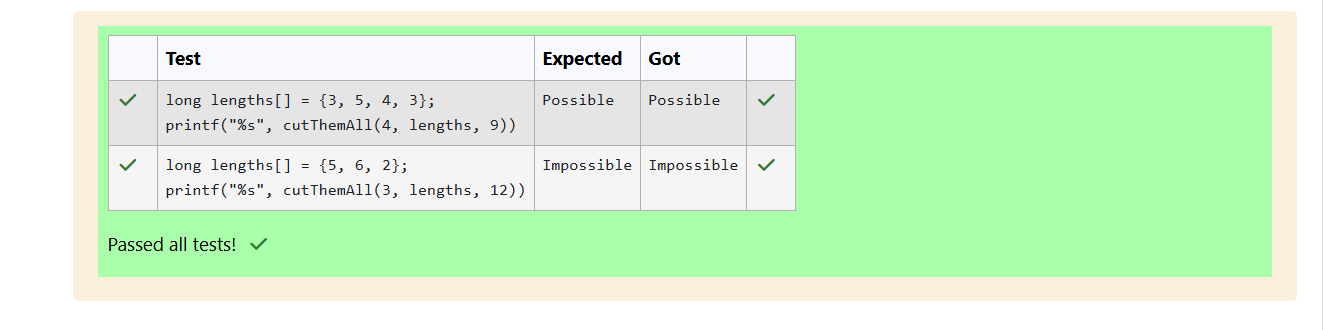 Test Expected Got
long lengths[] = {3, 5, 4, 3}; Possible Possible
printf("%s", cutThemAll(4, lengths, 9))
long lengths[] = {5, 6, 2}; Impossible Impossible
printf("%s", cutThemAll(3, lengths, 12))
Passed all tests!